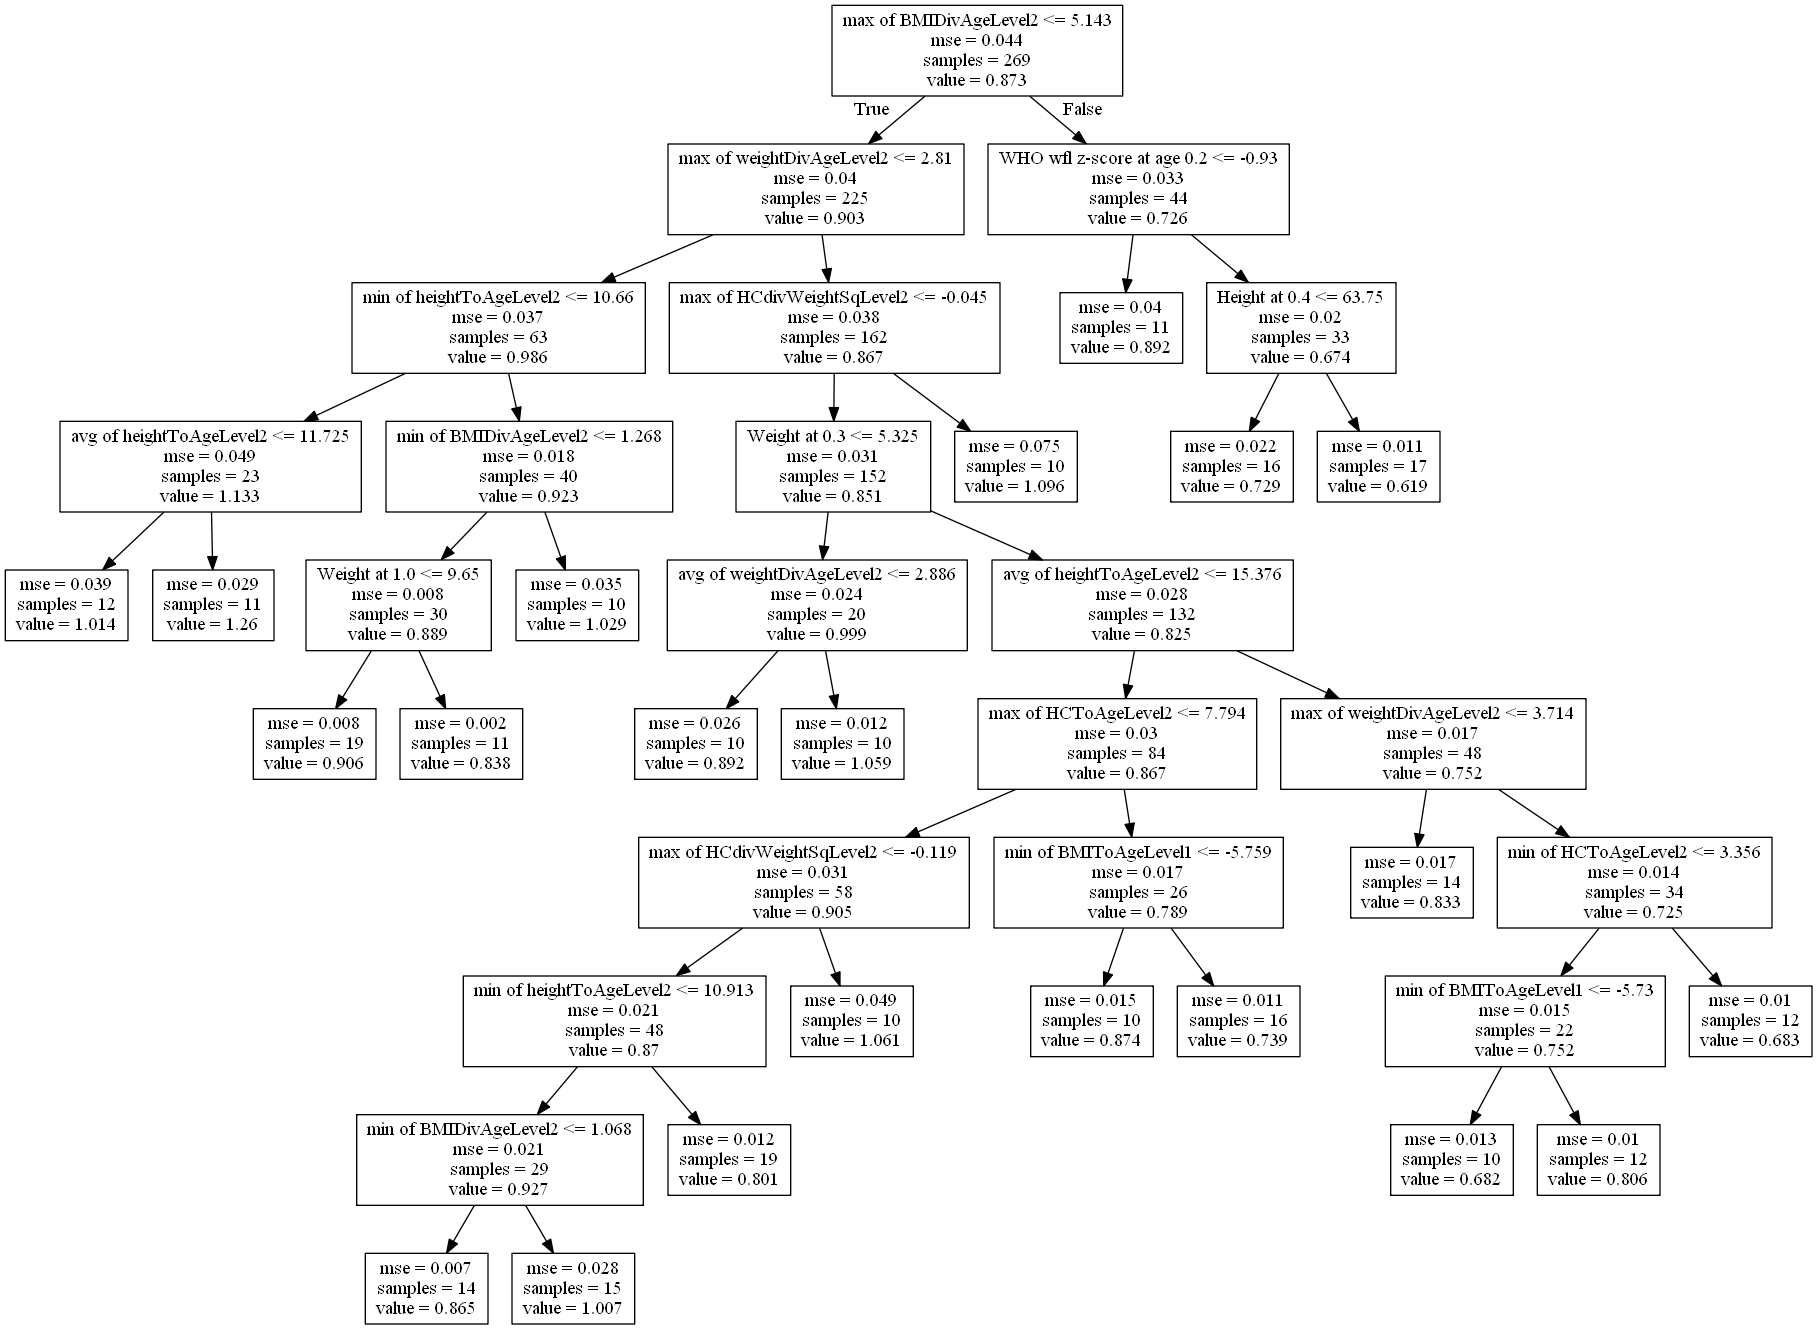 max of BMIDivAgeLevel2 <= 5.143
mse = 0.044
samples = 269
value = 0.873
True
False
max of weightDivAgeLevel2 <= 2.81
mse = 0.04
samples = 225
value = 0.903
WHO wfl z-score at age 0.2 <= -0.93
mse = 0.033
samples = 44
value = 0.726
min of heightToAgeLevel2 <= 10.66
mse = 0.037
samples = 63
value = 0.986
max of HCdivWeightSqLevel2 <= -0.045
mse = 0.038
samples = 162
value = 0.867
mse = 0.04
samples = 11
value = 0.892
Height at 0.4 <= 63.75
mse = 0.02
samples = 33
value = 0.674
avg of heightToAgeLevel2 <= 11.725
mse = 0.049
samples = 23
value = 1.133
min of BMIDivAgeLevel2 <= 1.268
mse = 0.018
samples = 40
value = 0.923
Weight at 0.3 <= 5.325
mse = 0.031
samples = 152
value = 0.851
mse = 0.075
samples = 10
value = 1.096
mse = 0.022
samples = 16
value = 0.729
mse = 0.011
samples = 17
value = 0.619
mse = 0.039
samples = 12
value = 1.014
mse = 0.029
samples = 11
value = 1.26
Weight at 1.0 <= 9.65
mse = 0.008
samples = 30
value = 0.889
mse = 0.035
samples = 10
value = 1.029
avg of weightDivAgeLevel2 <= 2.886
mse = 0.024
samples = 20
value = 0.999
avg of heightToAgeLevel2 <= 15.376
mse = 0.028
samples = 132
value = 0.825
mse = 0.008
samples = 19
value = 0.906
mse = 0.002
samples = 11
value = 0.838
mse = 0.026
samples = 10
value = 0.892
mse = 0.012
samples = 10
value = 1.059
max of HCToAgeLevel2 <= 7.794
mse = 0.03
samples = 84
value = 0.867
max of weightDivAgeLevel2 <= 3.714
mse = 0.017
samples = 48
value = 0.752
max of HCdivWeightSqLevel2 <= -0.119
mse = 0.031
samples = 58
value = 0.905
min of BMIToAgeLevel1 <= -5.759
mse = 0.017
samples = 26
value = 0.789
mse = 0.017
samples = 14
value = 0.833
min of HCToAgeLevel2 <= 3.356
mse = 0.014
samples = 34
value = 0.725
min of heightToAgeLevel2 <= 10.913
mse = 0.021
samples = 48
value = 0.87
mse = 0.049
samples = 10
value = 1.061
mse = 0.015
samples = 10
value = 0.874
mse = 0.011
samples = 16
value = 0.739
min of BMIToAgeLevel1 <= -5.73
mse = 0.015
samples = 22
value = 0.752
mse = 0.01
samples = 12
value = 0.683
min of BMIDivAgeLevel2 <= 1.068
mse = 0.021
samples = 29
value = 0.927
mse = 0.012
samples = 19
value = 0.801
mse = 0.013
samples = 10
value = 0.682
mse = 0.01
samples = 12
value = 0.806
mse = 0.007
samples = 14
value = 0.865
mse = 0.028
samples = 15
value = 1.007